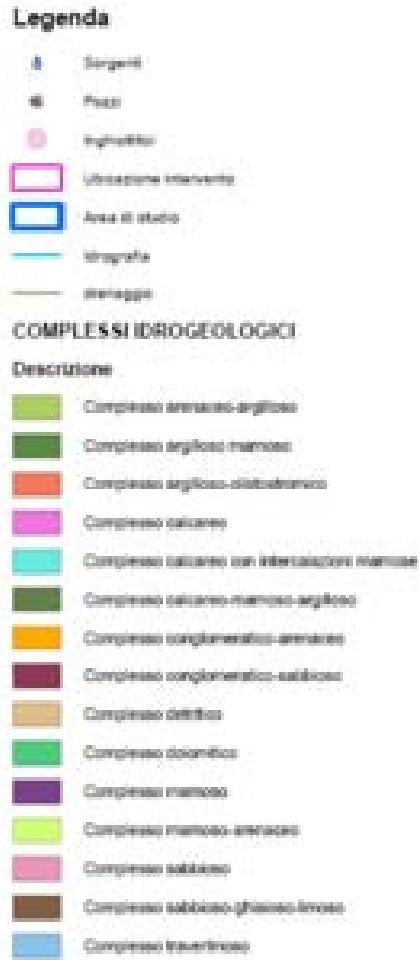 Legenda
Sorgenti
Pozzi
Inghiottitoi
Ubicazione intervento
Area di studio
Idrografia
drenaggio
COMPLESSI IDROGEOLOGICI
Descrizione
Complesso arenaceo-argilloso
Complesso argilloso marnoso
Complesso argilloso-olistostromico
Complesso calcareo
Complesso calcareo con intercalazioni marnose
Complesso calcareo-marnoso-argilloso
Complesso conglomeratico-arenaceo
Complesso conglomeratico-sabbioso
Complesso detritico
Complesso dolomitico
Complesso marnoso
Complesso marnoso-arenaceo
Complesso sabbioso
Complesso sabbioso-ghiaioso-limoso
Complesso travertinoso